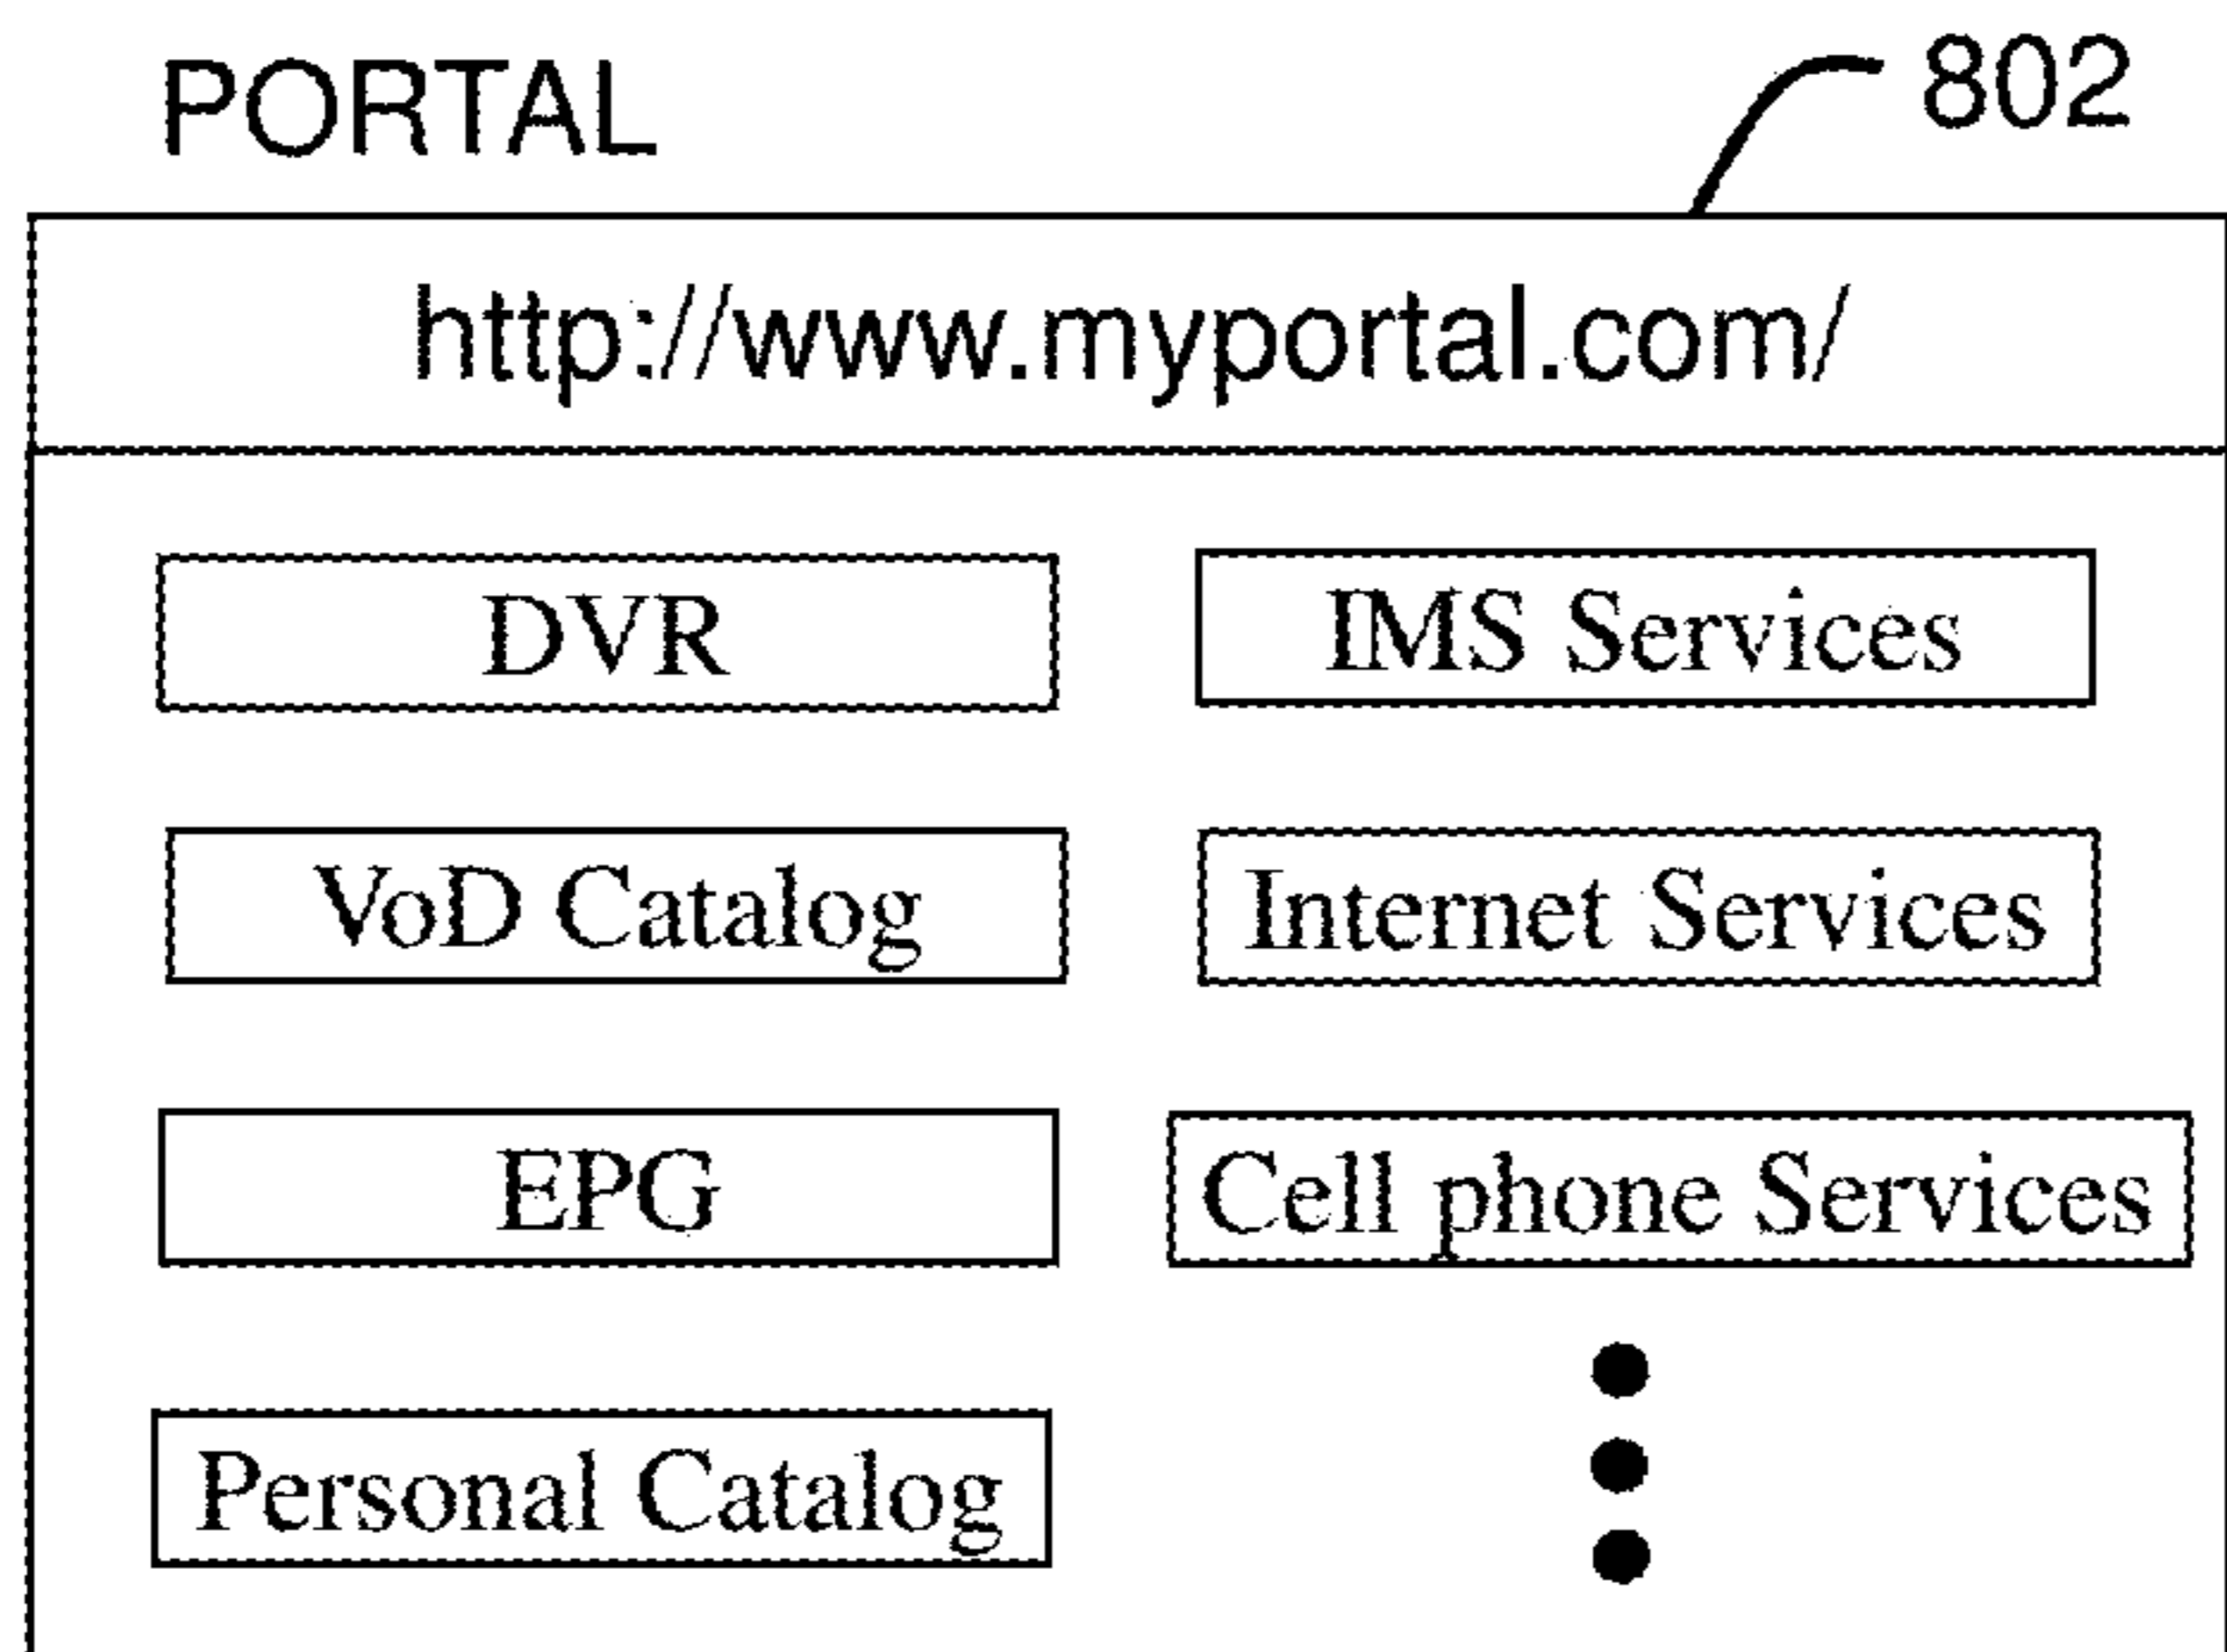 PORTAL
802
http://www.myportal.com/
DVR
IMS Services
VoD Catalog
Internet Services
EPG
Cell phone Services
Personal Catalog